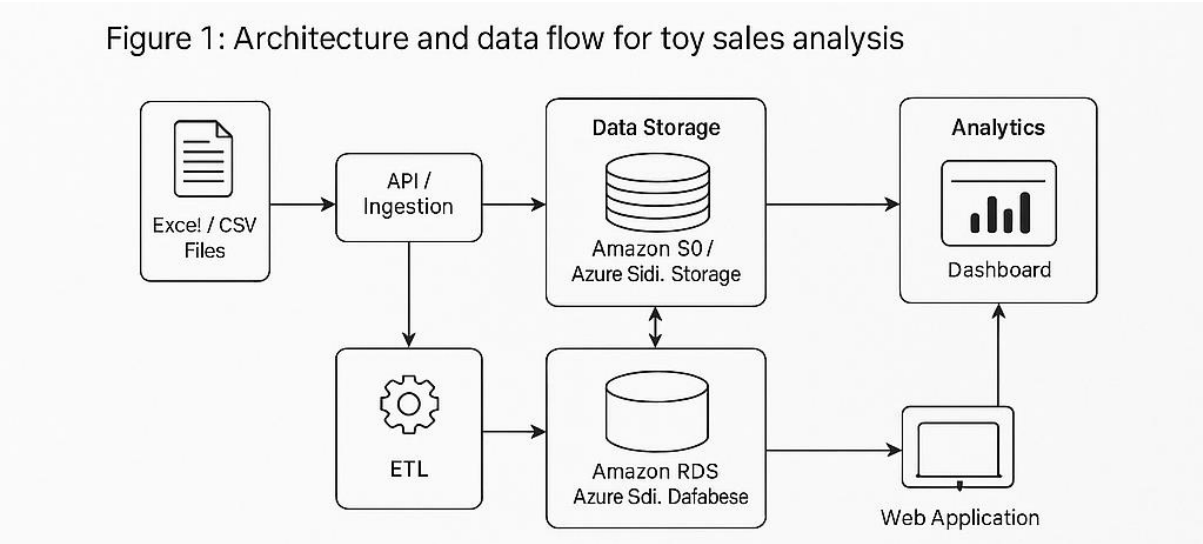 Figure 1: Architecture and data flow for toy sales analysis
Exce! / CSV
Files
API /
Ingestion
Data Storage
Amazon S0 /
Azure Sidi. Storage
Analytics
Dashboard
ETL
Amazon RDS
Azure Sdi. Dafabese
Web Application